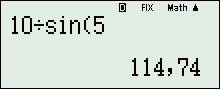 D FIX Math ▲
10÷sin(5
114,74